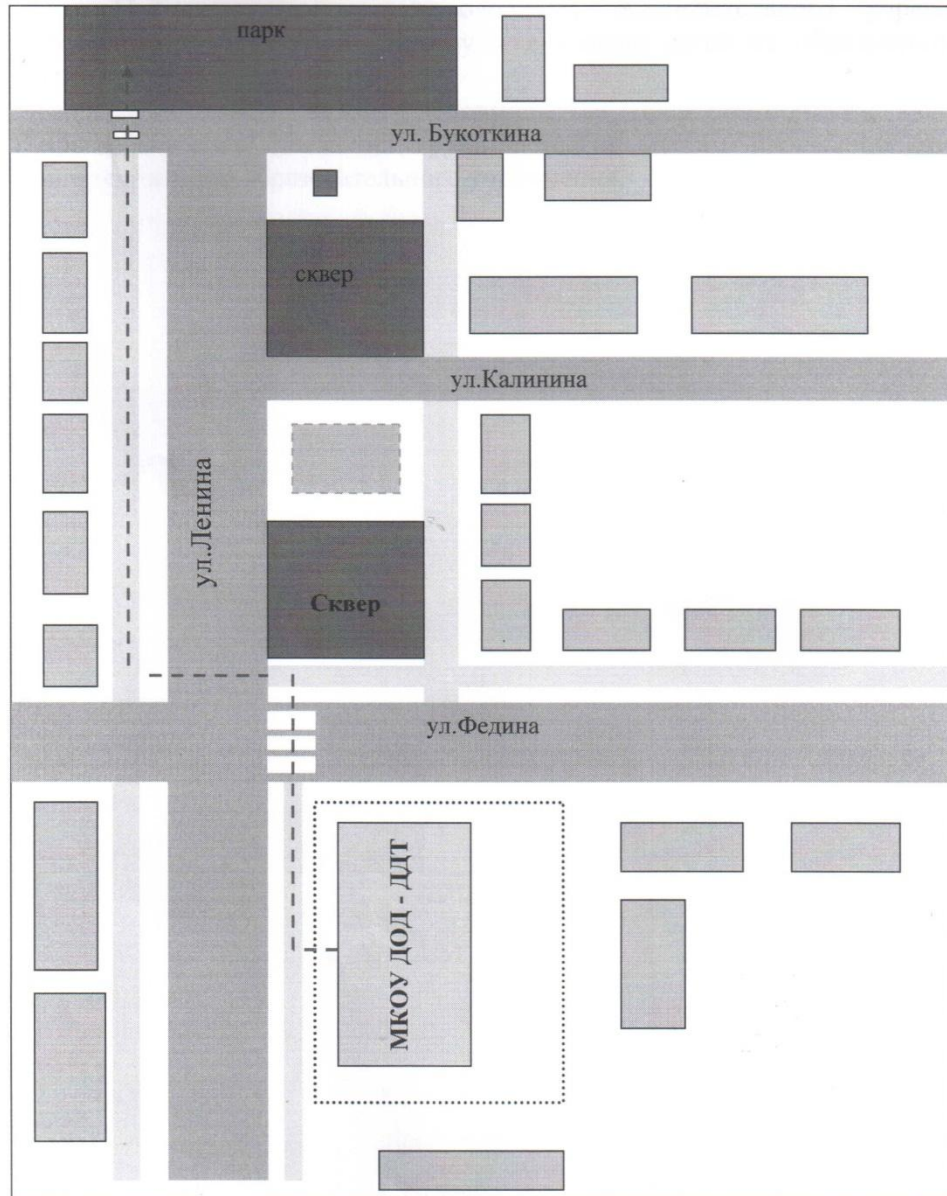 парк
ул. Букоткина
сквер
ул.Калинина
ул.Ленина
Сквер
ул.Федина
МКОУ ДОД - ДДТ